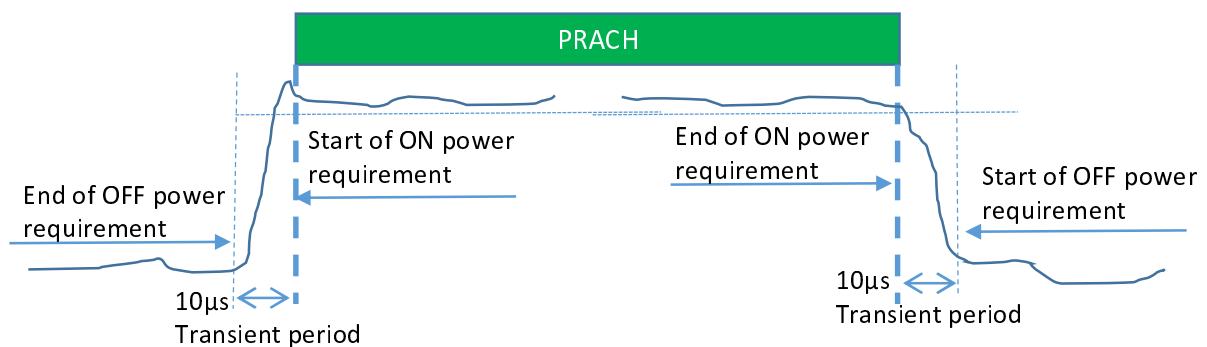 PRACH
Start of ON power
requirement
End of ON power
requirement
End of OFF power
requirement
Start of OFF power
requirement
10µs
Transient period
10µs
Transient period